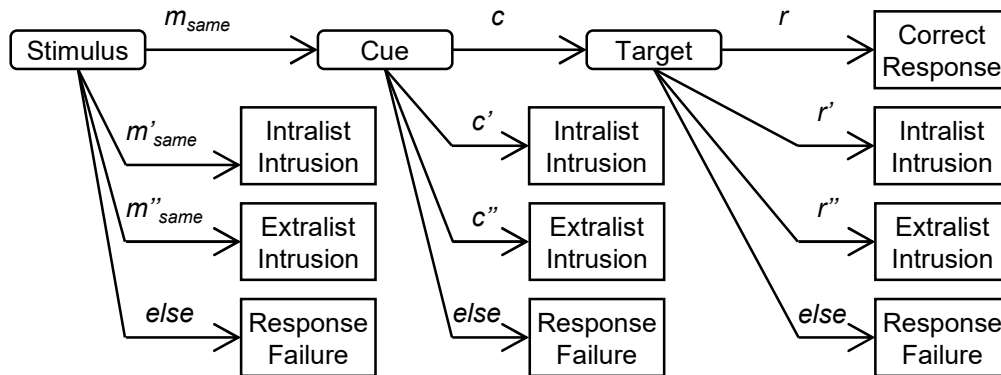 m_same c r
Stimulus Cue Target Correct
Response
m'_same Intralist
Intrusion
c' Intralist
Intrusion
r' Intralist
Intrusion
m''_same Extralist
Intrusion
c'' Extralist
Intrusion
r'' Extralist
Intrusion
else Response
Failure
else Response
Failure
else Response
Failure